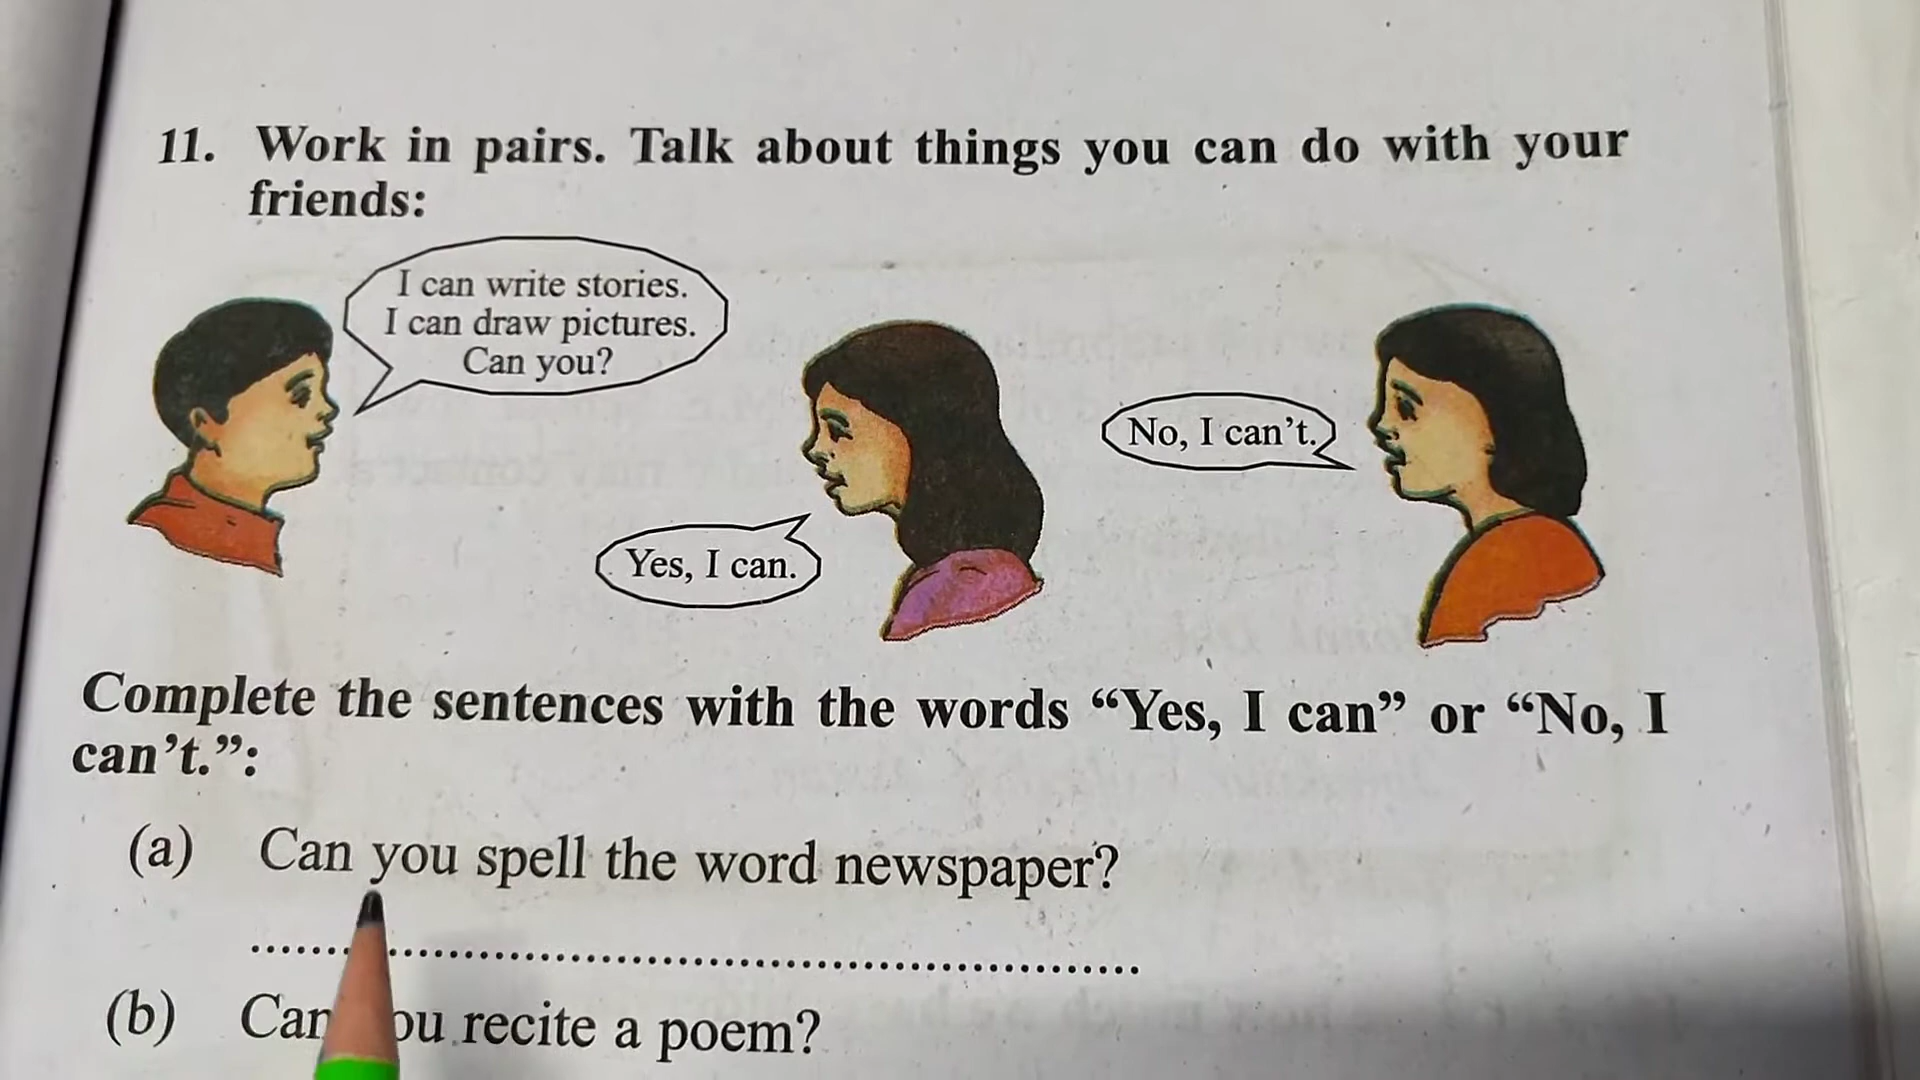 11. Work in pairs. Talk about things you can do with your
friends:
I can write stories.
I can draw pictures.
Can you?
Yes, I can.
No, I can't.
Complete the sentences with the words “Yes, I can” or “No, I
can't.”:
(a) Can you spell the word newspaper?
(b) Can you recite a poem?